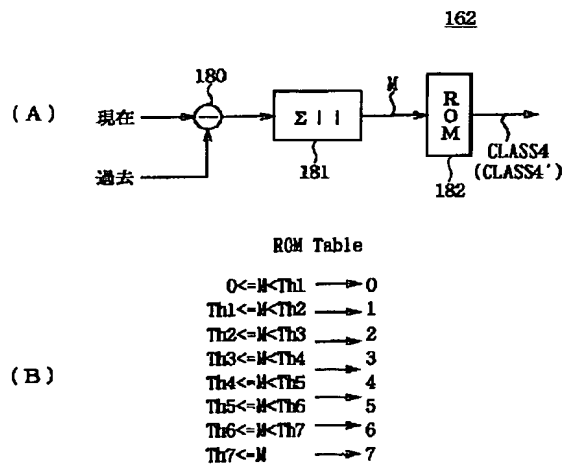 162
(A)
180
現在
過去
Σ | |
181
M
ROM
182
CLASS4
(CLASS4')
ROM Table
(B)
0<=M<Th1 → 0
Th1<=M<Th2 → 1
Th2<=M<Th3 → 2
Th3<=M<Th4 → 3
Th4<=M<Th5 → 4
Th5<=M<Th6 → 5
Th6<=M<Th7 → 6
Th7<=M → 7